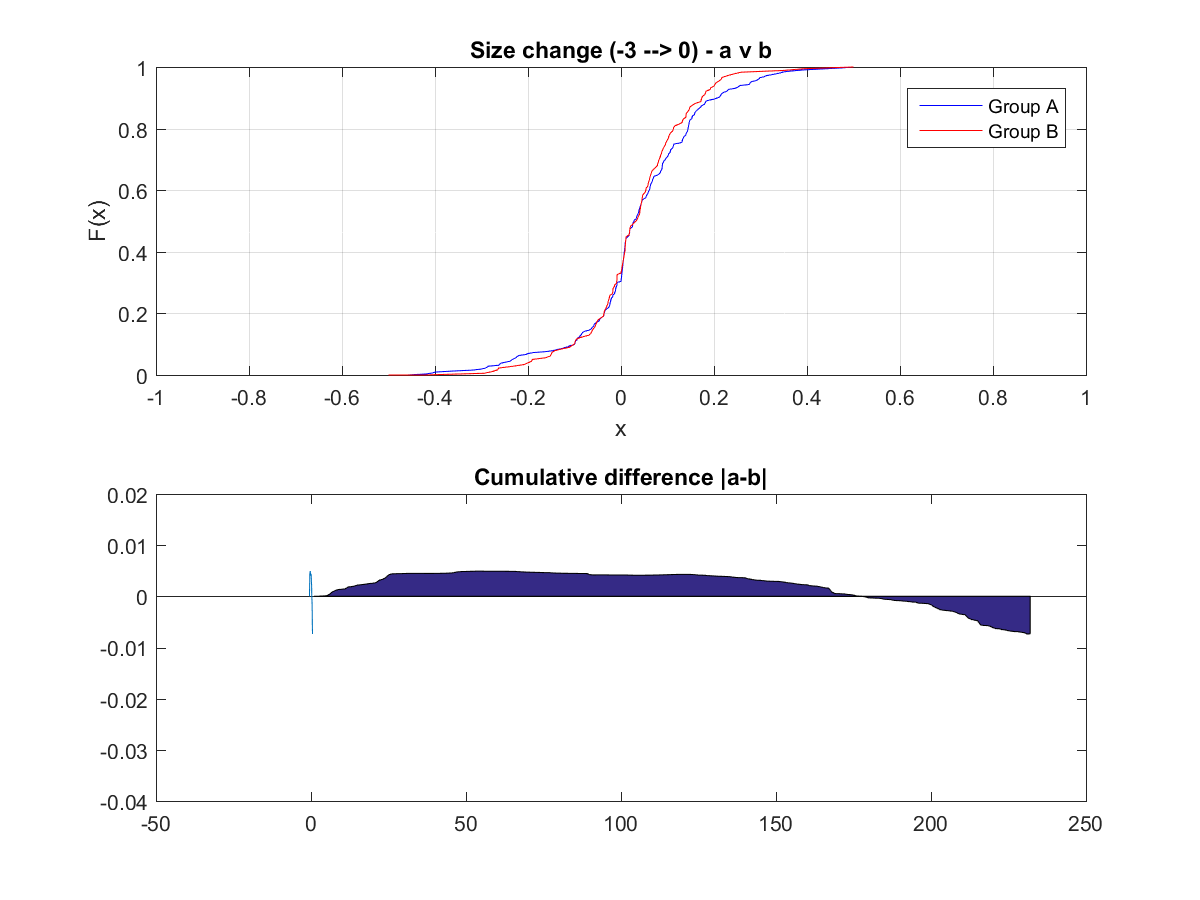 Size change (-3 --> 0) - a v b
1
0.8
0.6
0.4
0.2
0
F(x)
Group A
Group B
-1 -0.8 -0.6 -0.4 -0.2 0 0.2 0.4 0.6 0.8 1
x
Cumulative difference |a-b|
0.02
0.01
0
-0.01
-0.02
-0.03
-0.04
-50 0 50 100 150 200 250